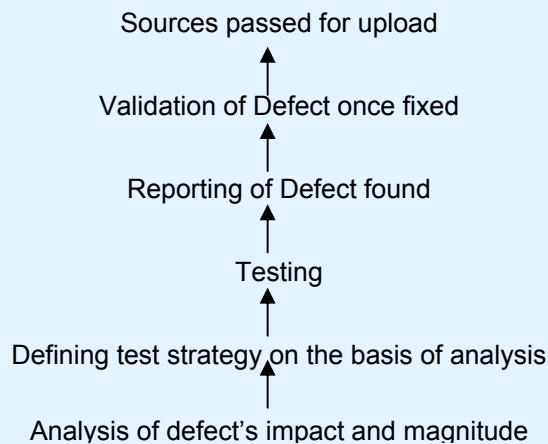 Sources passed for upload
Validation of Defect once fixed
Reporting of Defect found
Testing
Defining test strategy on the basis of analysis
Analysis of defect's impact and magnitude